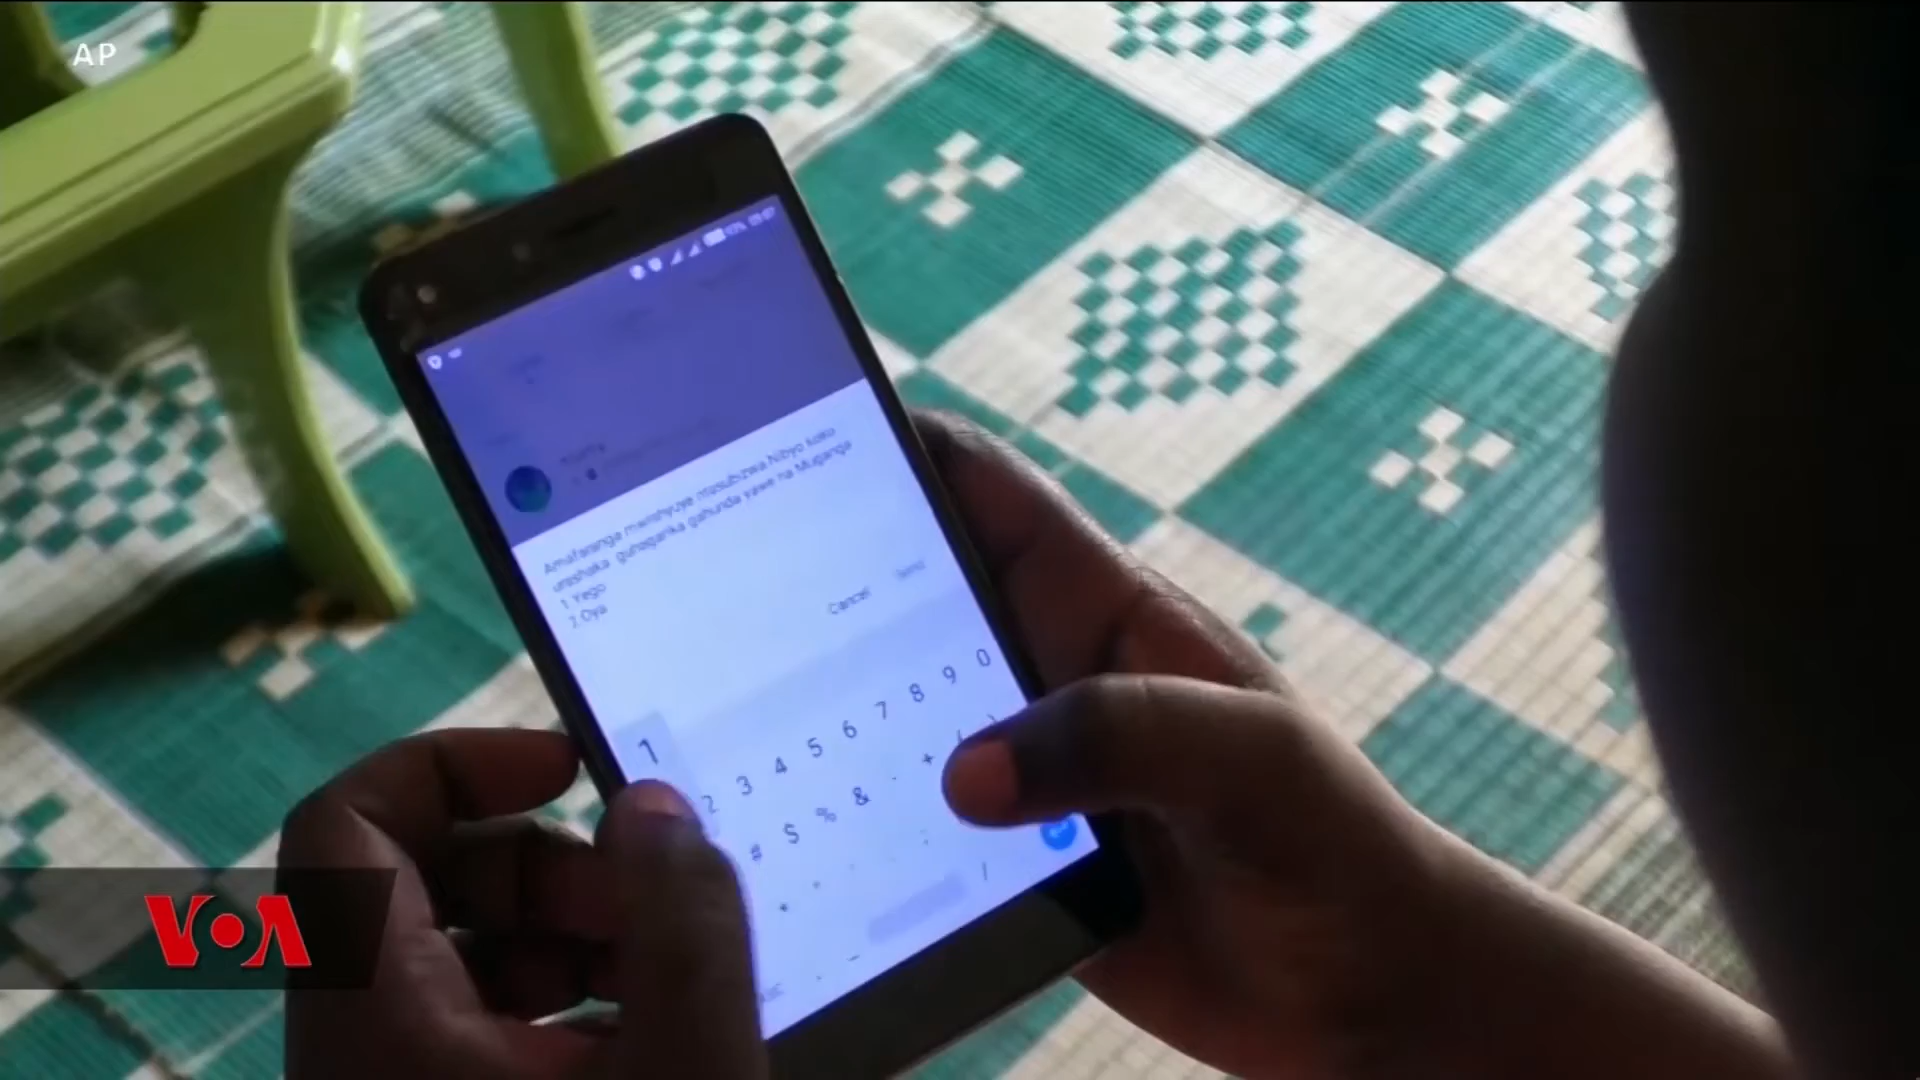 AP
Amafaranga mwishyuye murasubizwa Nibyo koko
urashaka guhagarika gahunda yawe na Muganga
1. Yego
2. Oya
Cancel Send
1
2 3 4 5 6 7 8 9 0
# $ % & - + ( )
/
VOA